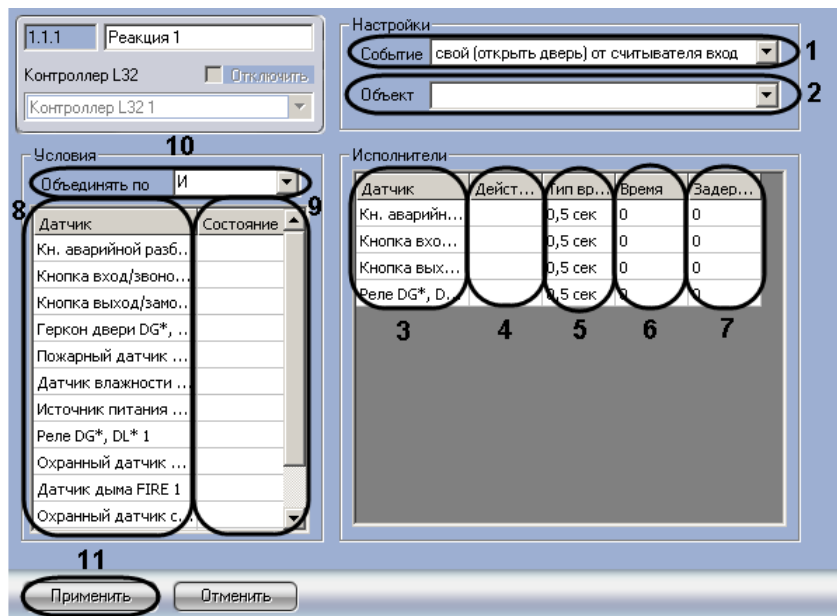 1.1.1 Реакция 1
Контроллер L32 Отключить
Контроллер L32 1
Настройки
Событие свой (открыть дверь) от считывателя вход 1
Объект 2
10
Условия
Объединять по И
8 9
Датчик Состояние
Кн. аварийной разб...
Кнопка вход/звоно...
Кнопка выход/замо...
Геркон двери DG*, ...
Пожарный датчик ...
Датчик влажности ...
Источник питания ...
Реле DG*, DL* 1
Охранный датчик ...
Датчик дыма FIRE 1
Охранный датчик с...
Исполнители
Датчик Дейст... Тип вр... Время Задер...
Кн. аварийн... 0,5 сек 0 0
Кнопка вхо... 0,5 сек 0 0
Кнопка вых... 0,5 сек 0 0
Реле DG*, D... 0,5 сек 0 0
3 4 5 6 7
11
Применить Отменить